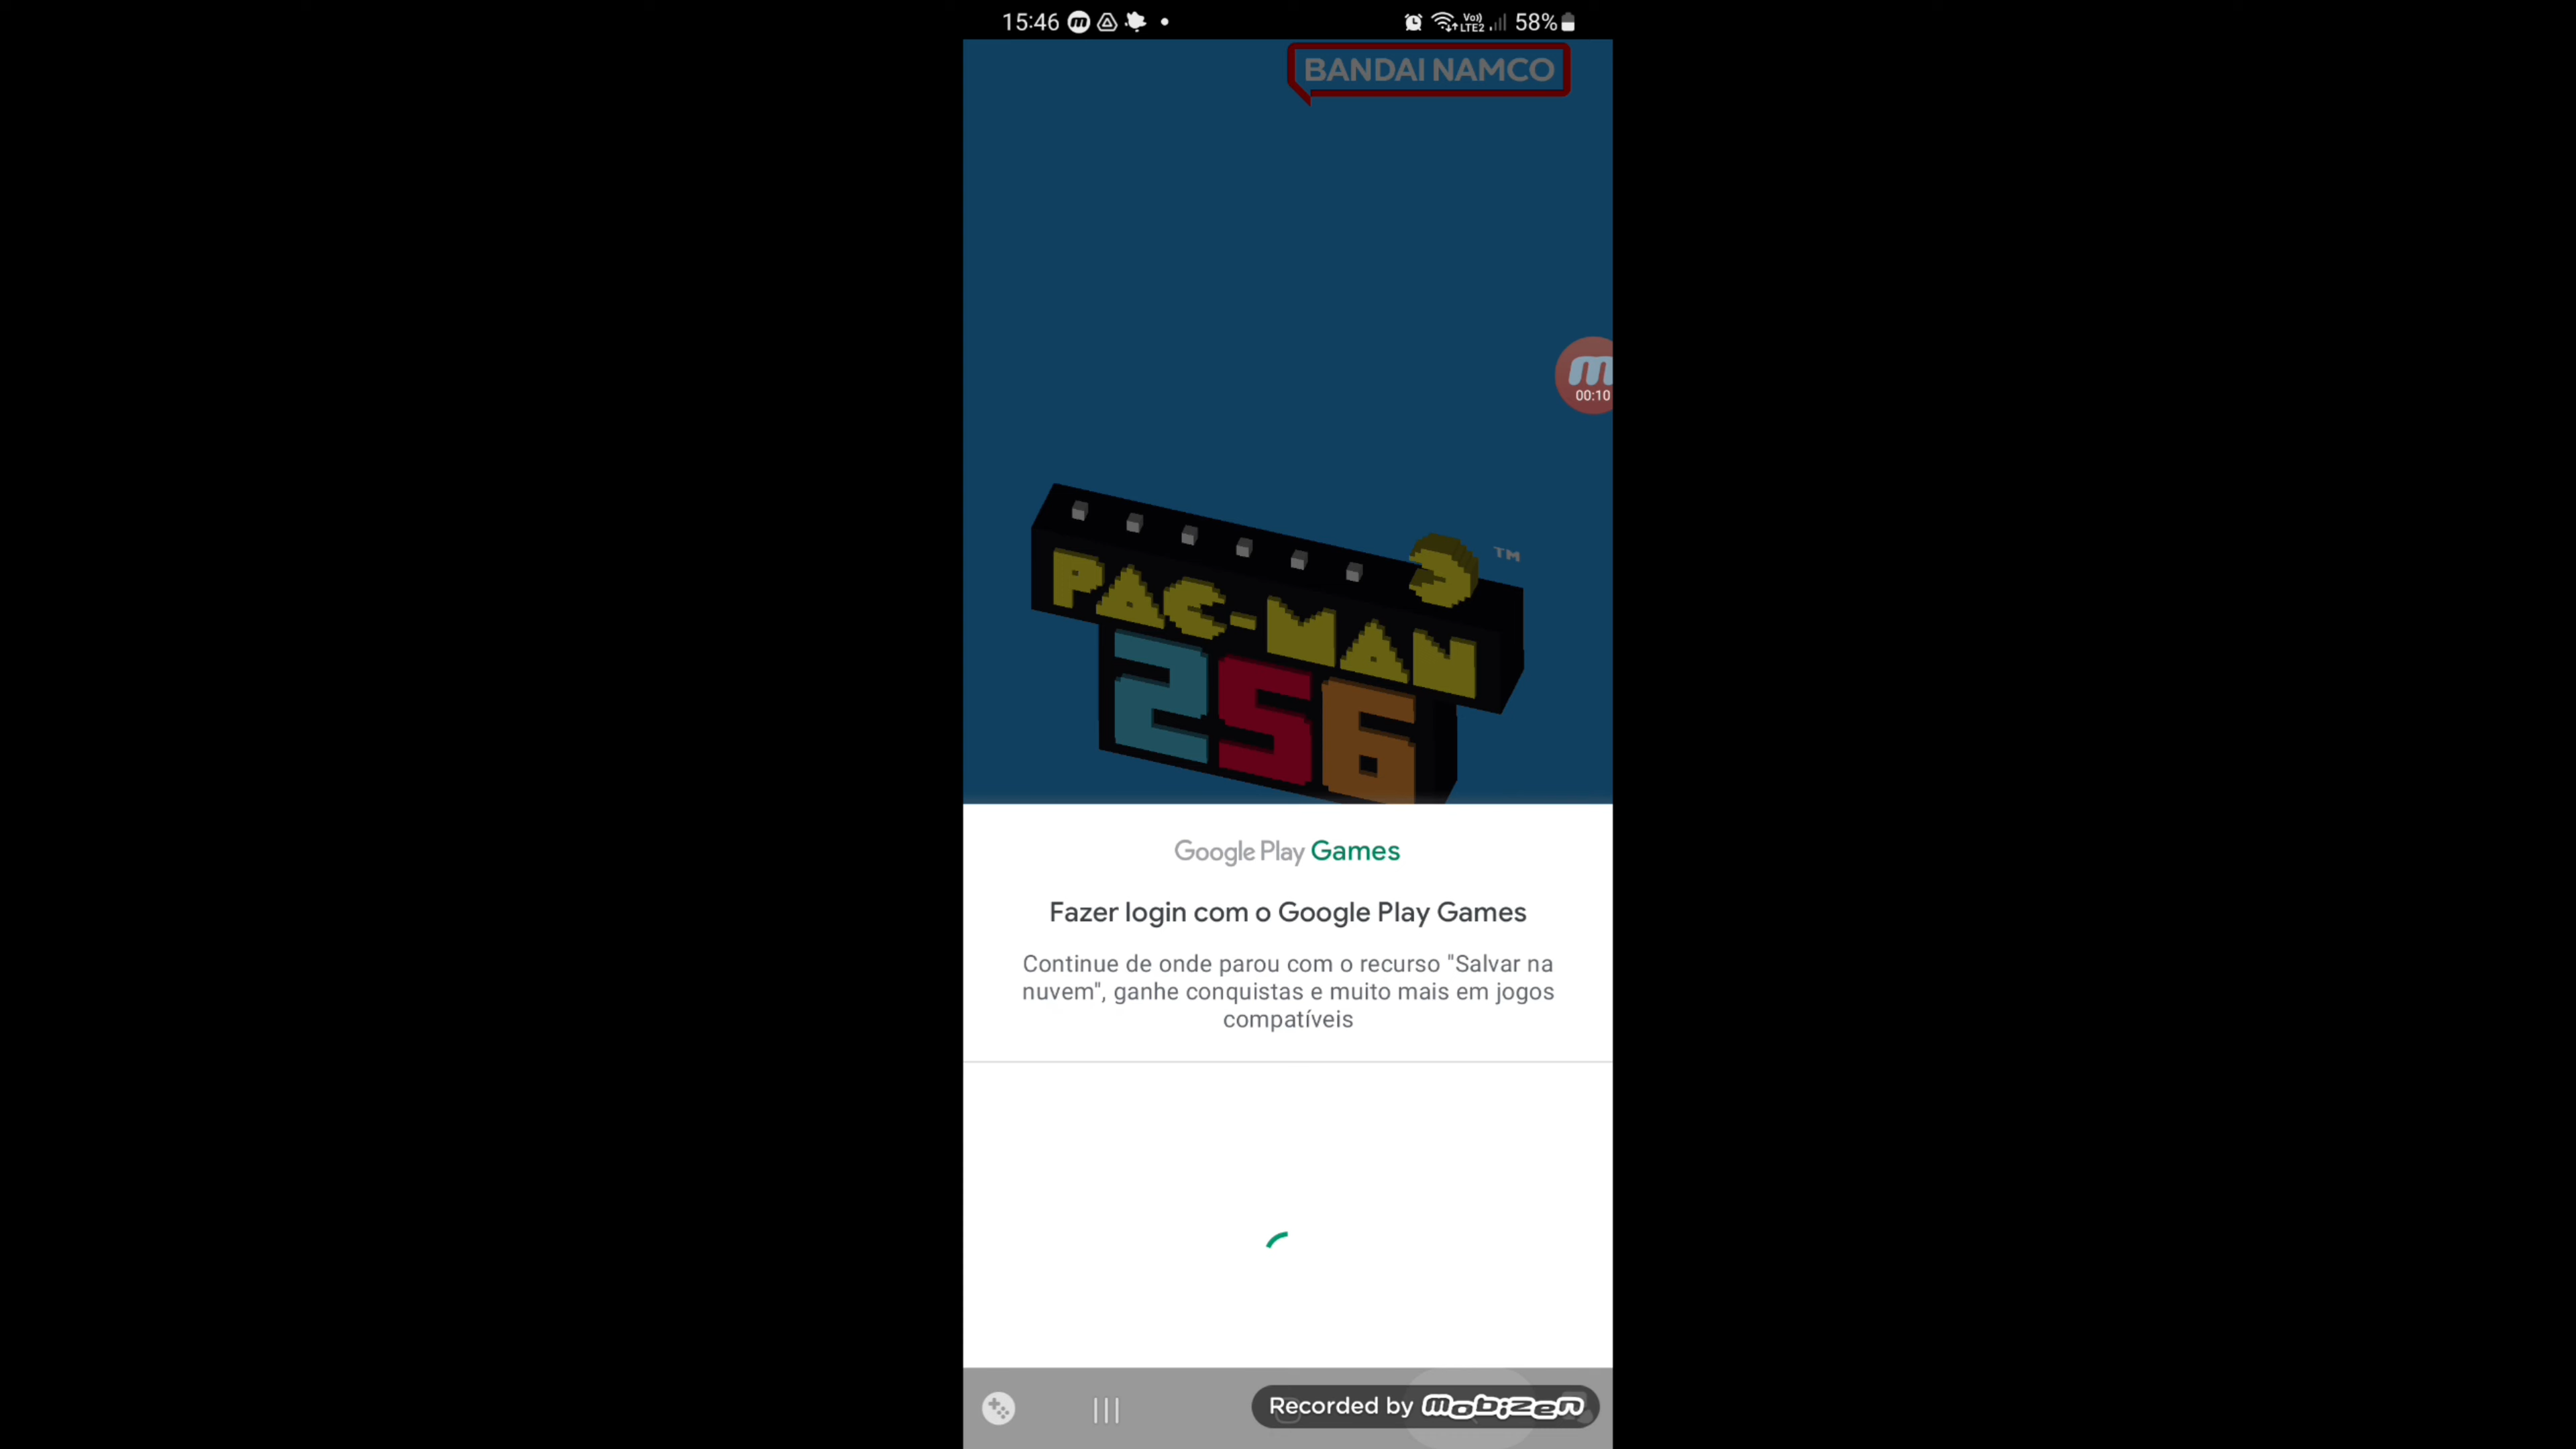 15:46
Vo))
LTE2
58%
BANDAI NAMCO
00:10
TM
PAC-MAN
256
Google Play Games
Fazer login com o Google Play Games
Continue de onde parou com o recurso "Salvar na
nuvem", ganhe conquistas e muito mais em jogos
compatíveis
Recorded by mobizen